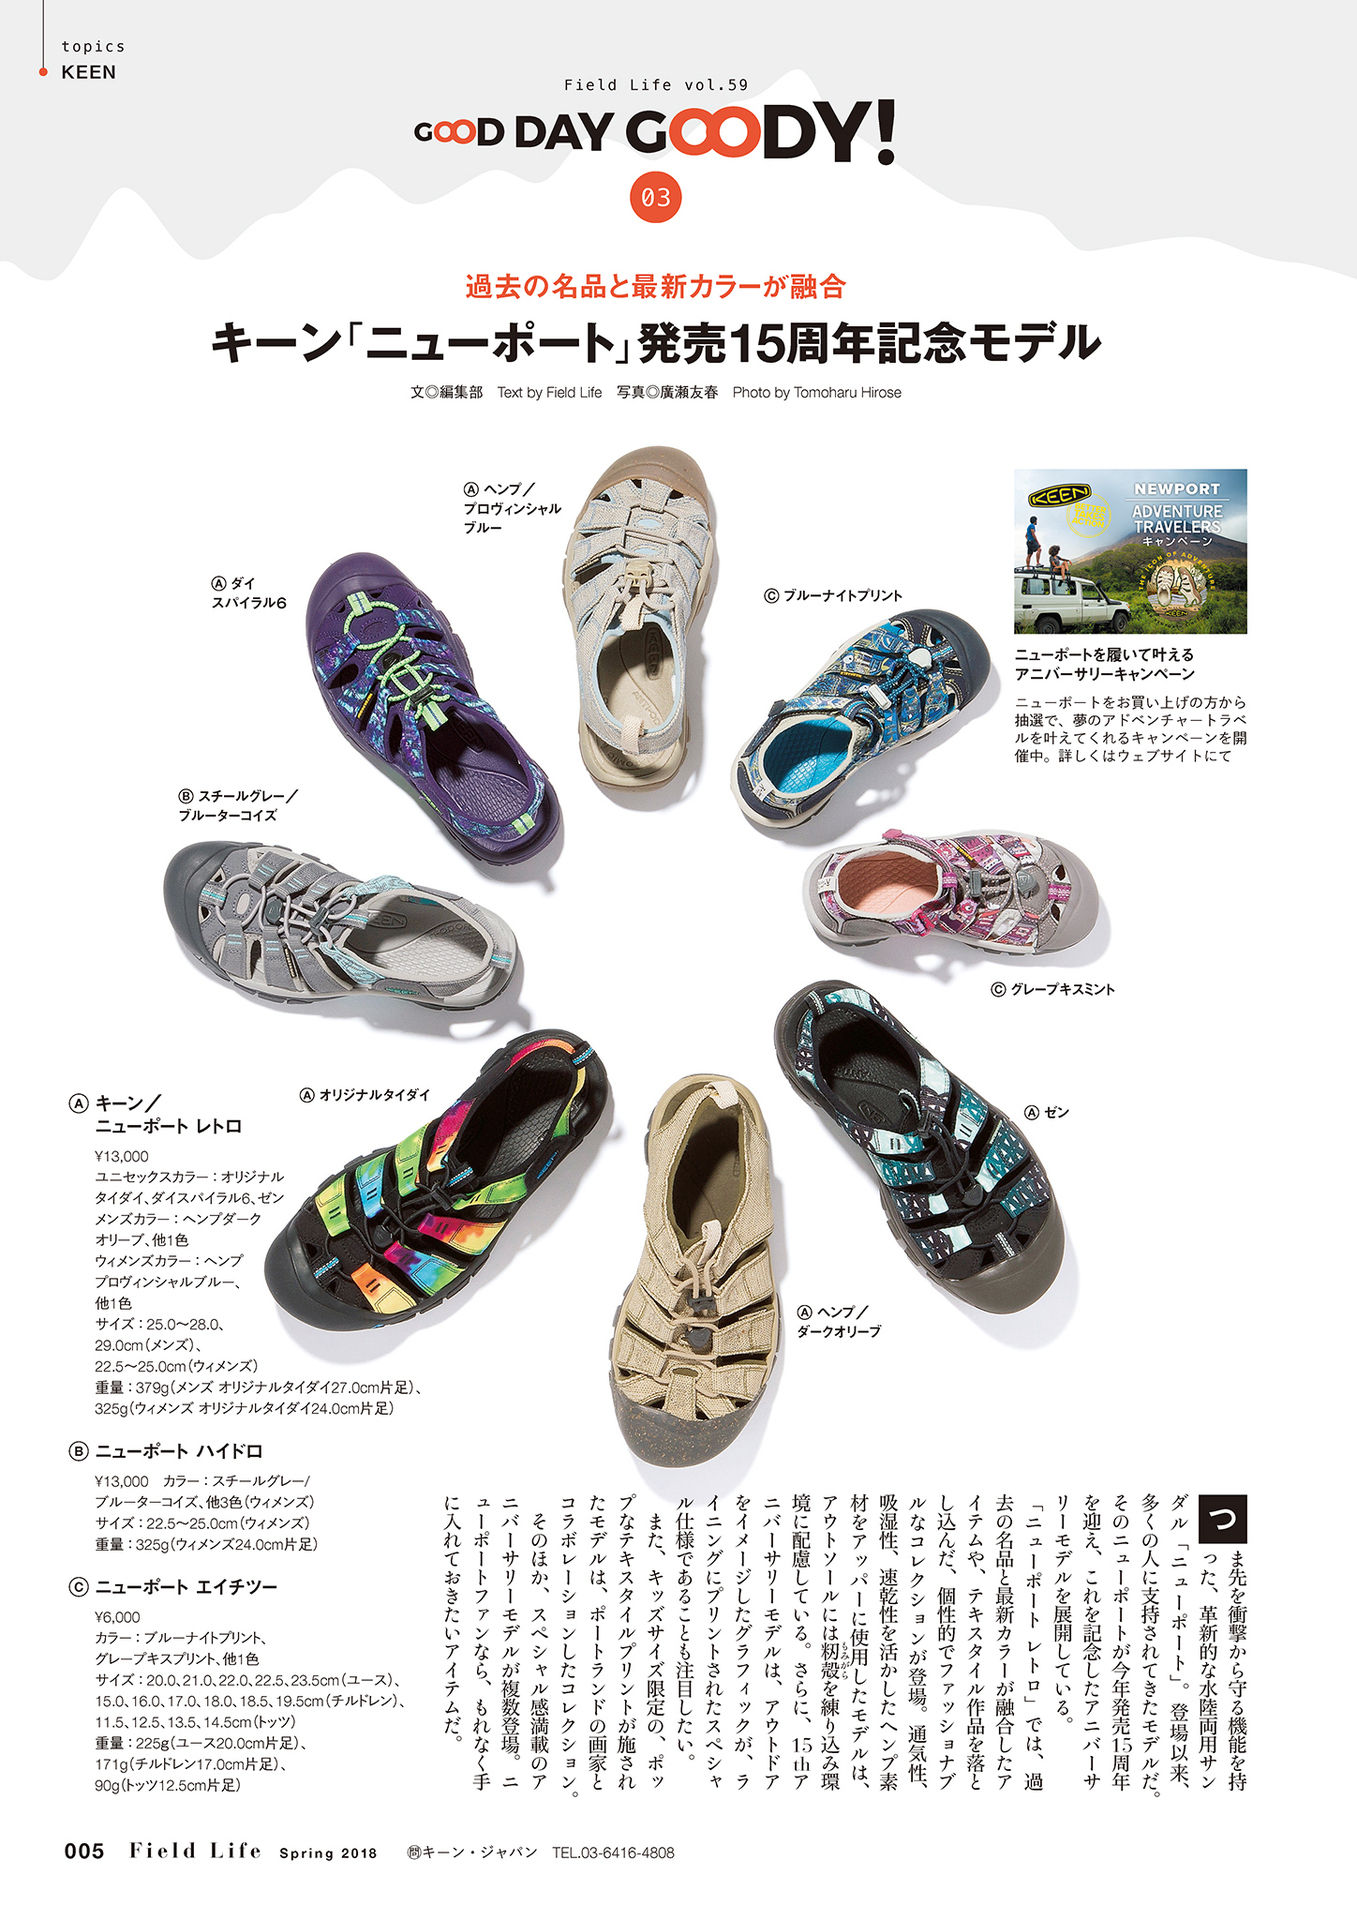 topics
KEEN
Field Life vol.59
GOOD DAY GOODY!
03
過去の名品と最新カラーが融合
キーン「ニューポート」発売15周年記念モデル
文◎編集部　Text by Field Life　写真◎廣瀬友春　Photo by Tomoharu Hirose
Ⓐ ヘンプ／
プロヴィンシャル
ブルー
Ⓐ ダイ
スパイラル6
Ⓒ ブルーナイトプリント
KEEN
NEWPORT
ADVENTURE
TRAVELERS
キャンペーン
THE ICON OF ADVENTURE
KEEN
ニューポートを履いて叶える
アニバーサリーキャンペーン
ニューポートをお買い上げの方から
抽選で、夢のアドベンチャートラベ
ルを叶えてくれるキャンペーンを開
催中。詳しくはウェブサイトにて
Ⓑ スチールグレー／
ブルーターコイズ
Ⓒ グレープキスミント
Ⓐ オリジナルタイダイ
Ⓐ ゼン
Ⓐ ヘンプ／
ダークオリーブ
Ⓐ キーン／
ニューポート レトロ
¥13,000
ユニセックスカラー：オリジナル
タイダイ、ダイスパイラル6、ゼン
メンズカラー：ヘンプダーク
オリーブ、他1色
ウィメンズカラー：ヘンプ
プロヴィンシャルブルー、
他1色
サイズ：25.0〜28.0、
29.0cm（メンズ）、
22.5〜25.0cm（ウィメンズ）
重量：379g（メンズ オリジナルタイダイ27.0cm片足）、
325g（ウィメンズ オリジナルタイダイ24.0cm片足）
Ⓑ ニューポート ハイドロ
¥13,000　カラー：スチールグレー/
ブルーターコイズ、他3色（ウィメンズ）
サイズ：22.5〜25.0cm（ウィメンズ）
重量：325g（ウィメンズ24.0cm片足）
Ⓒ ニューポート エイチツー
¥6,000
カラー：ブルーナイトプリント、
グレープキスプリント、他1色
サイズ：20.0、21.0、22.0、22.5、23.5cm（ユース）、
15.0、16.0、17.0、18.0、18.5、19.5cm（チルドレン）、
11.5、12.5、13.5、14.5cm（トッツ）
重量：225g（ユース20.0cm片足）、
171g（チルドレン17.0cm片足）、
90g（トッツ12.5cm片足）
つま先を衝撃から守る機能を持
った、革新的な水陸両用サン
ダル「ニューポート」。登場以来、
多くの人に支持されてきたモデルだ。
そのニューポートが今年発売15周年
を迎え、これを記念したアニバーサ
リーモデルを展開している。
「ニューポート レトロ」では、過
去の名品と最新カラーが融合したア
イテムや、テキスタイル作品を落と
し込んだ、個性的でファッショナブ
ルなコレクションが登場。通気性、
吸湿性、速乾性を活かしたヘンプ素
材をアッパーに使用したモデルは、
アウトソールには籾殻（もみがら）を練り込み環
境に配慮している。さらに、15thア
ニバーサリーモデルは、アウトドア
をイメージしたグラフィックが、ラ
イニングにプリントされたスペシャ
ル仕様であることも注目したい。
また、キッズサイズ限定の、ポッ
プなテキスタイルプリントが施され
たモデルは、ポートランドの画家と
コラボレーションしたコレクション。
そのほか、スペシャル感満載のア
ニバーサリーモデルが複数登場。ニ
ューポートファンなら、もれなく手
に入れておきたいアイテムだ。
005 Field Life Spring 2018　㉄キーン・ジャパン　TEL.03-6416-4808